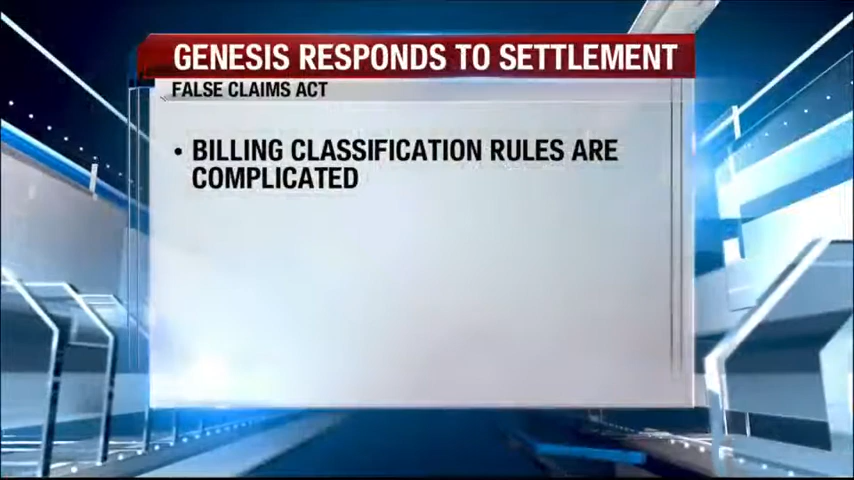 GENESIS RESPONDS TO SETTLEMENT
FALSE CLAIMS ACT
• BILLING CLASSIFICATION RULES ARE
COMPLICATED